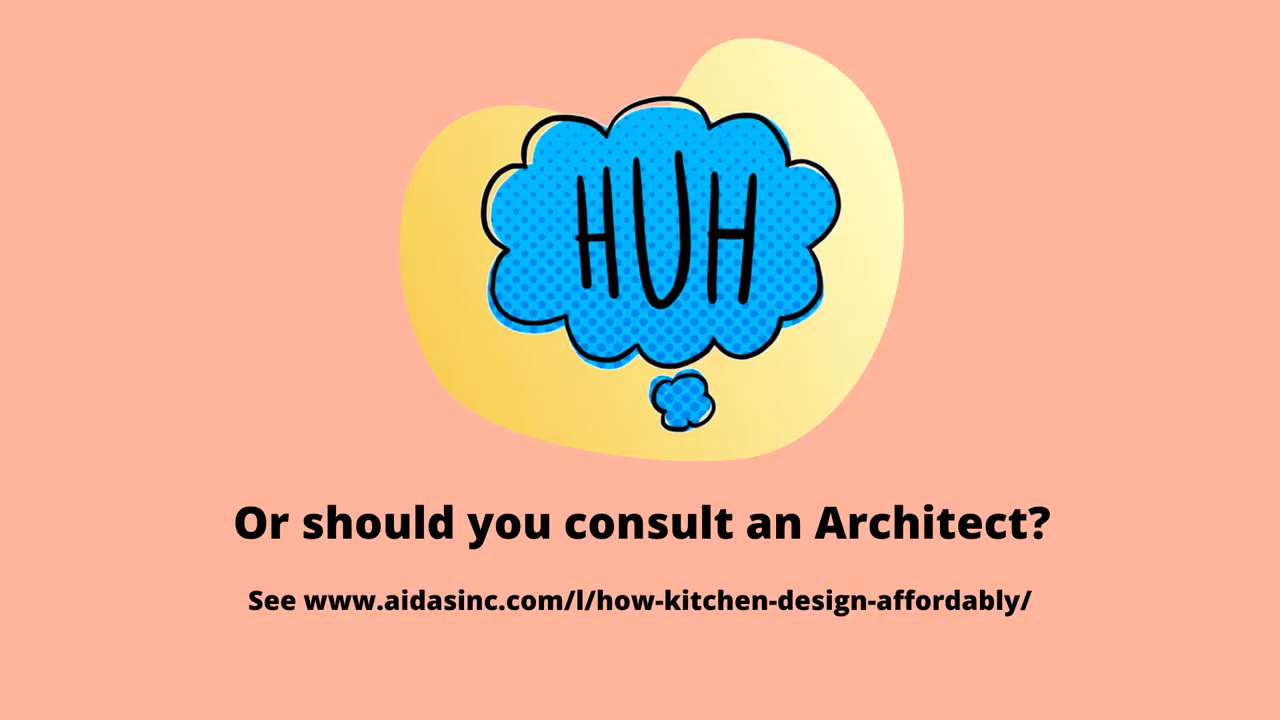 HUH
Or should you consult an Architect?
See www.aidasinc.com/l/how-kitchen-design-affordably/